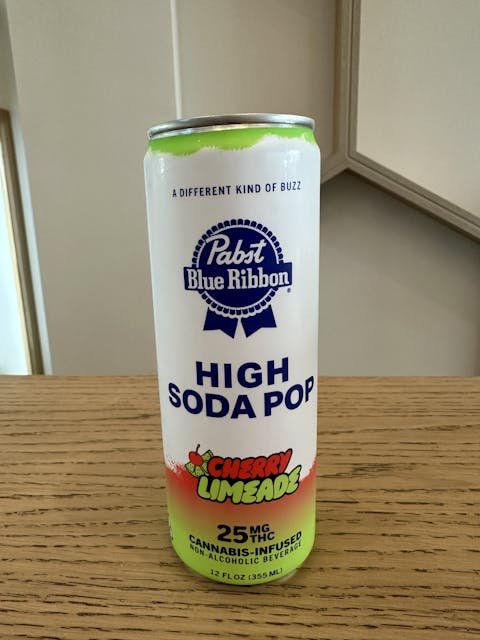 A DIFFERENT KIND OF BUZZ
Pabst
Blue Ribbon®
HIGH
SODA POP
CHERRY
LIMEADE
25 MG THC
CANNABIS-INFUSED
NON-ALCOHOLIC BEVERAGE
12 FL OZ (355 ML)